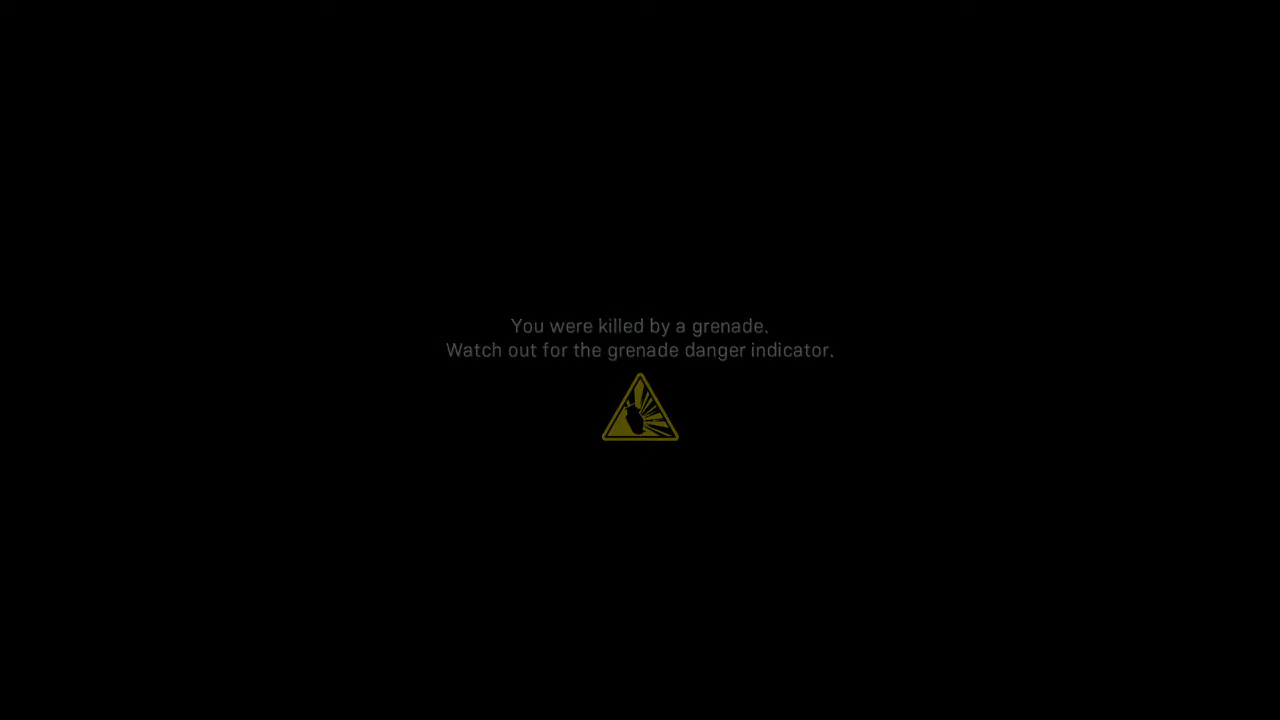 You were killed by a grenade.
Watch out for the grenade danger indicator.